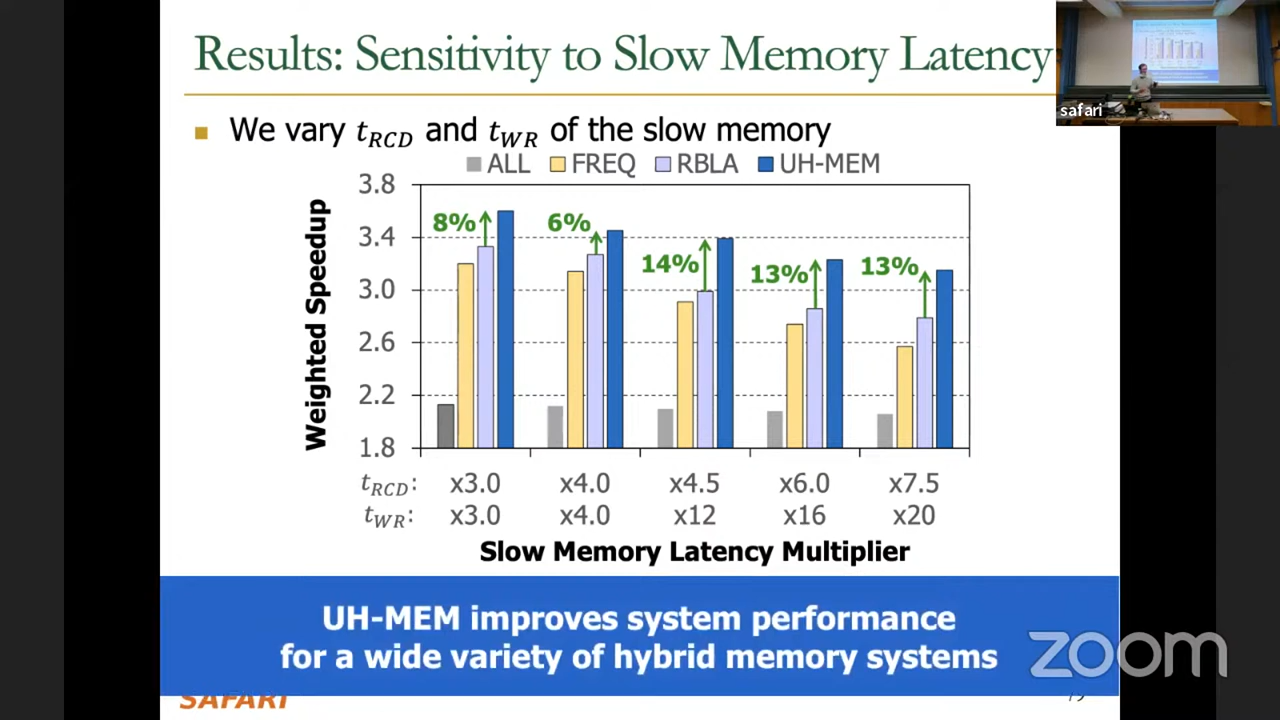 Results: Sensitivity to Slow Memory Latency
safari
We vary tRCD and tWR of the slow memory
ALL FREQ RBLA UH-MEM
Weighted Speedup
3.8
3.4
3.0
2.6
2.2
1.8
8% 6% 14% 13% 13%
tRCD: x3.0 x4.0 x4.5 x6.0 x7.5
tWR: x3.0 x4.0 x12 x16 x20
Slow Memory Latency Multiplier
UH-MEM improves system performance
for a wide variety of hybrid memory systems
zoom
SAFARI